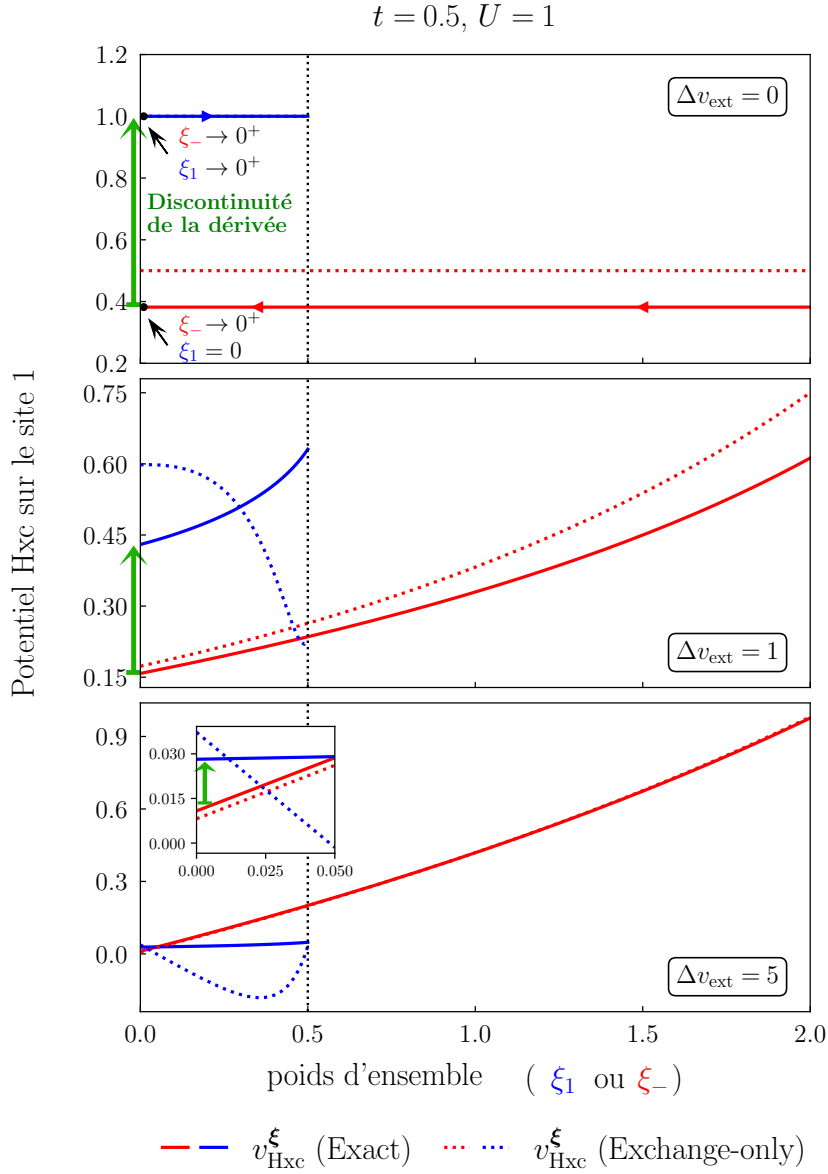 t = 0.5, U = 1
Potentiel Hxc sur le site 1
1.0
0.8
0.6
0.4
0.2
Δv_ext = 0
ξ₋ → 0⁺
ξ₁ → 0⁺
Discontinuité
de la dérivée
ξ₋ → 0⁺
ξ₁ = 0
0.75
0.60
0.45
0.30
0.15
Δv_ext = 1
0.9
0.6
0.3
0.0
0.030
0.015
0.000
0.000 0.025 0.050
Δv_ext = 5
0.0 0.5 1.0 1.5 2.0
poids d'ensemble ( ξ₁ ou ξ₋)
v^ξ_Hxc (Exact) v^ξ_Hxc (Exchange-only)